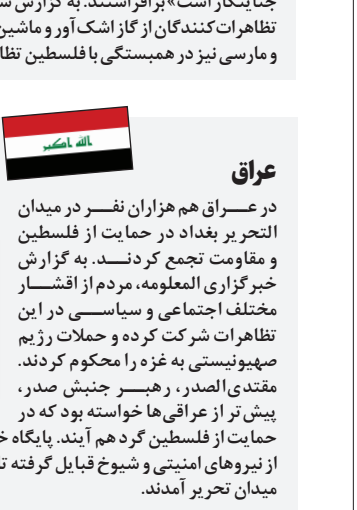 جنایتکار است» برافراشتند. به گزارش
تظاهرات‌کنندگان از گاز اشک‌آور و ماشین
و مارسی نیز در همبستگی با فلسطین
الله اکبر
عراق
در عـــراق هم هزاران نفـــر در میدان
التحریر بغداد در حمایت از فلسطین
و مقاومت تجمع کردنـــد. به گزارش
خبرگزاری المعلومه، مردم از اقشـــار
مختلف اجتماعی و سیاســـی در این
تظاهرات شرکت کرده و حملات رژیم
صهیونیستی به غزه را محکوم کردند.
مقتدی‌الصدر، رهبـــر جنبش صدر،
پیش‌تر از عراقی‌ها خواسته بود که در
حمایت از فلسطین گرد هم آیند. پایگاه
از نیروهای امنیتی و شیوخ قبایل گرفته
میدان تحریر آمدند.